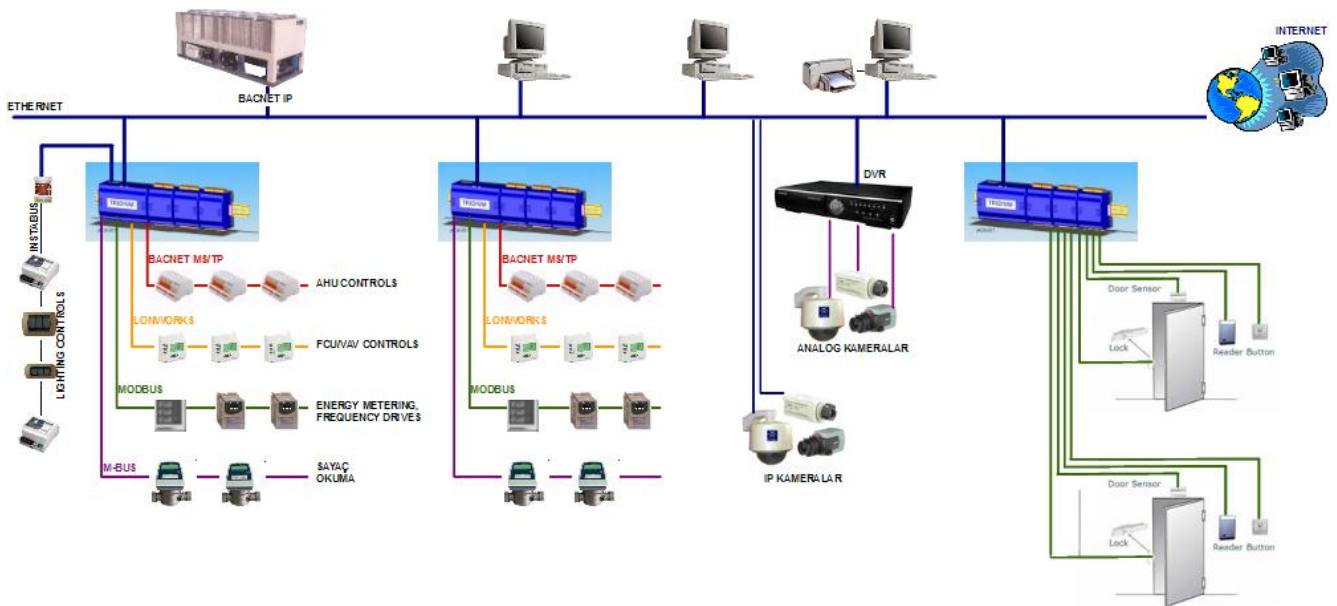 INTERNET
BACNET IP
ETHERNET
DVR
TRIDIUM
TRIDIUM
TRIDIUM
INSTABUS
LIGHTING CONTROLS
BACNET MS/TP
AHU CONTROLS
LONWORKS
FCU/VAV CONTROLS
MODBUS
ENERGY METERING,
FREQUENCY DRIVES
M-BUS
SAYAÇ
OKUMA
BACNET MS/TP
LONWORKS
MODBUS
ANALOG KAMERALAR
IP KAMERALAR
Door Sensor
Lock
Reader Button
Door Sensor
Lock
Reader Button